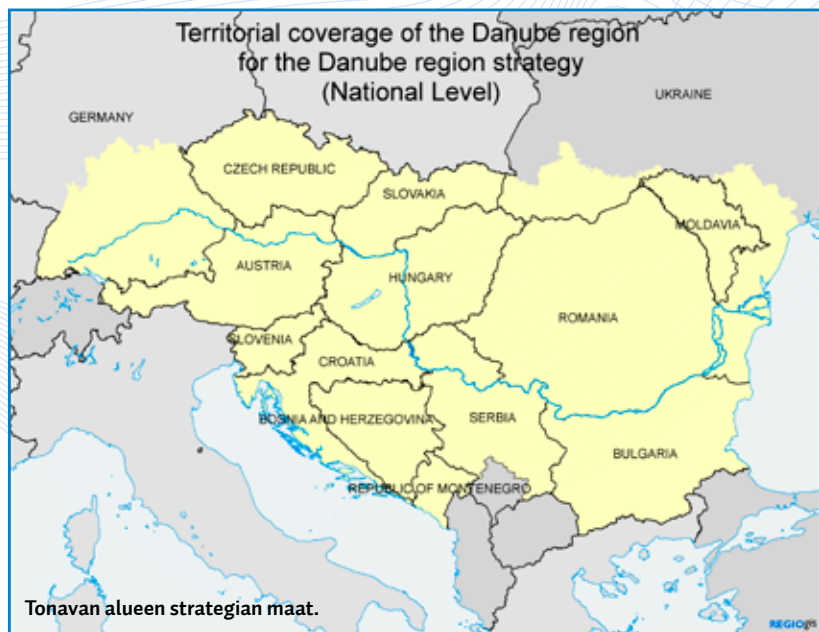 Territorial coverage of the Danube region
for the Danube region strategy
(National Level)
UKRAINE
GERMANY
CZECH REPUBLIC
SLOVAKIA
MOLDAVIA
AUSTRIA
HUNGARY
ROMANIA
SLOVENIA
CROATIA
BOSNIA AND HERZEGOVINA
SERBIA
BULGARIA
REPUBLIC OF MONTENEGRO
Tonavan alueen strategian maat.
REGIOgis